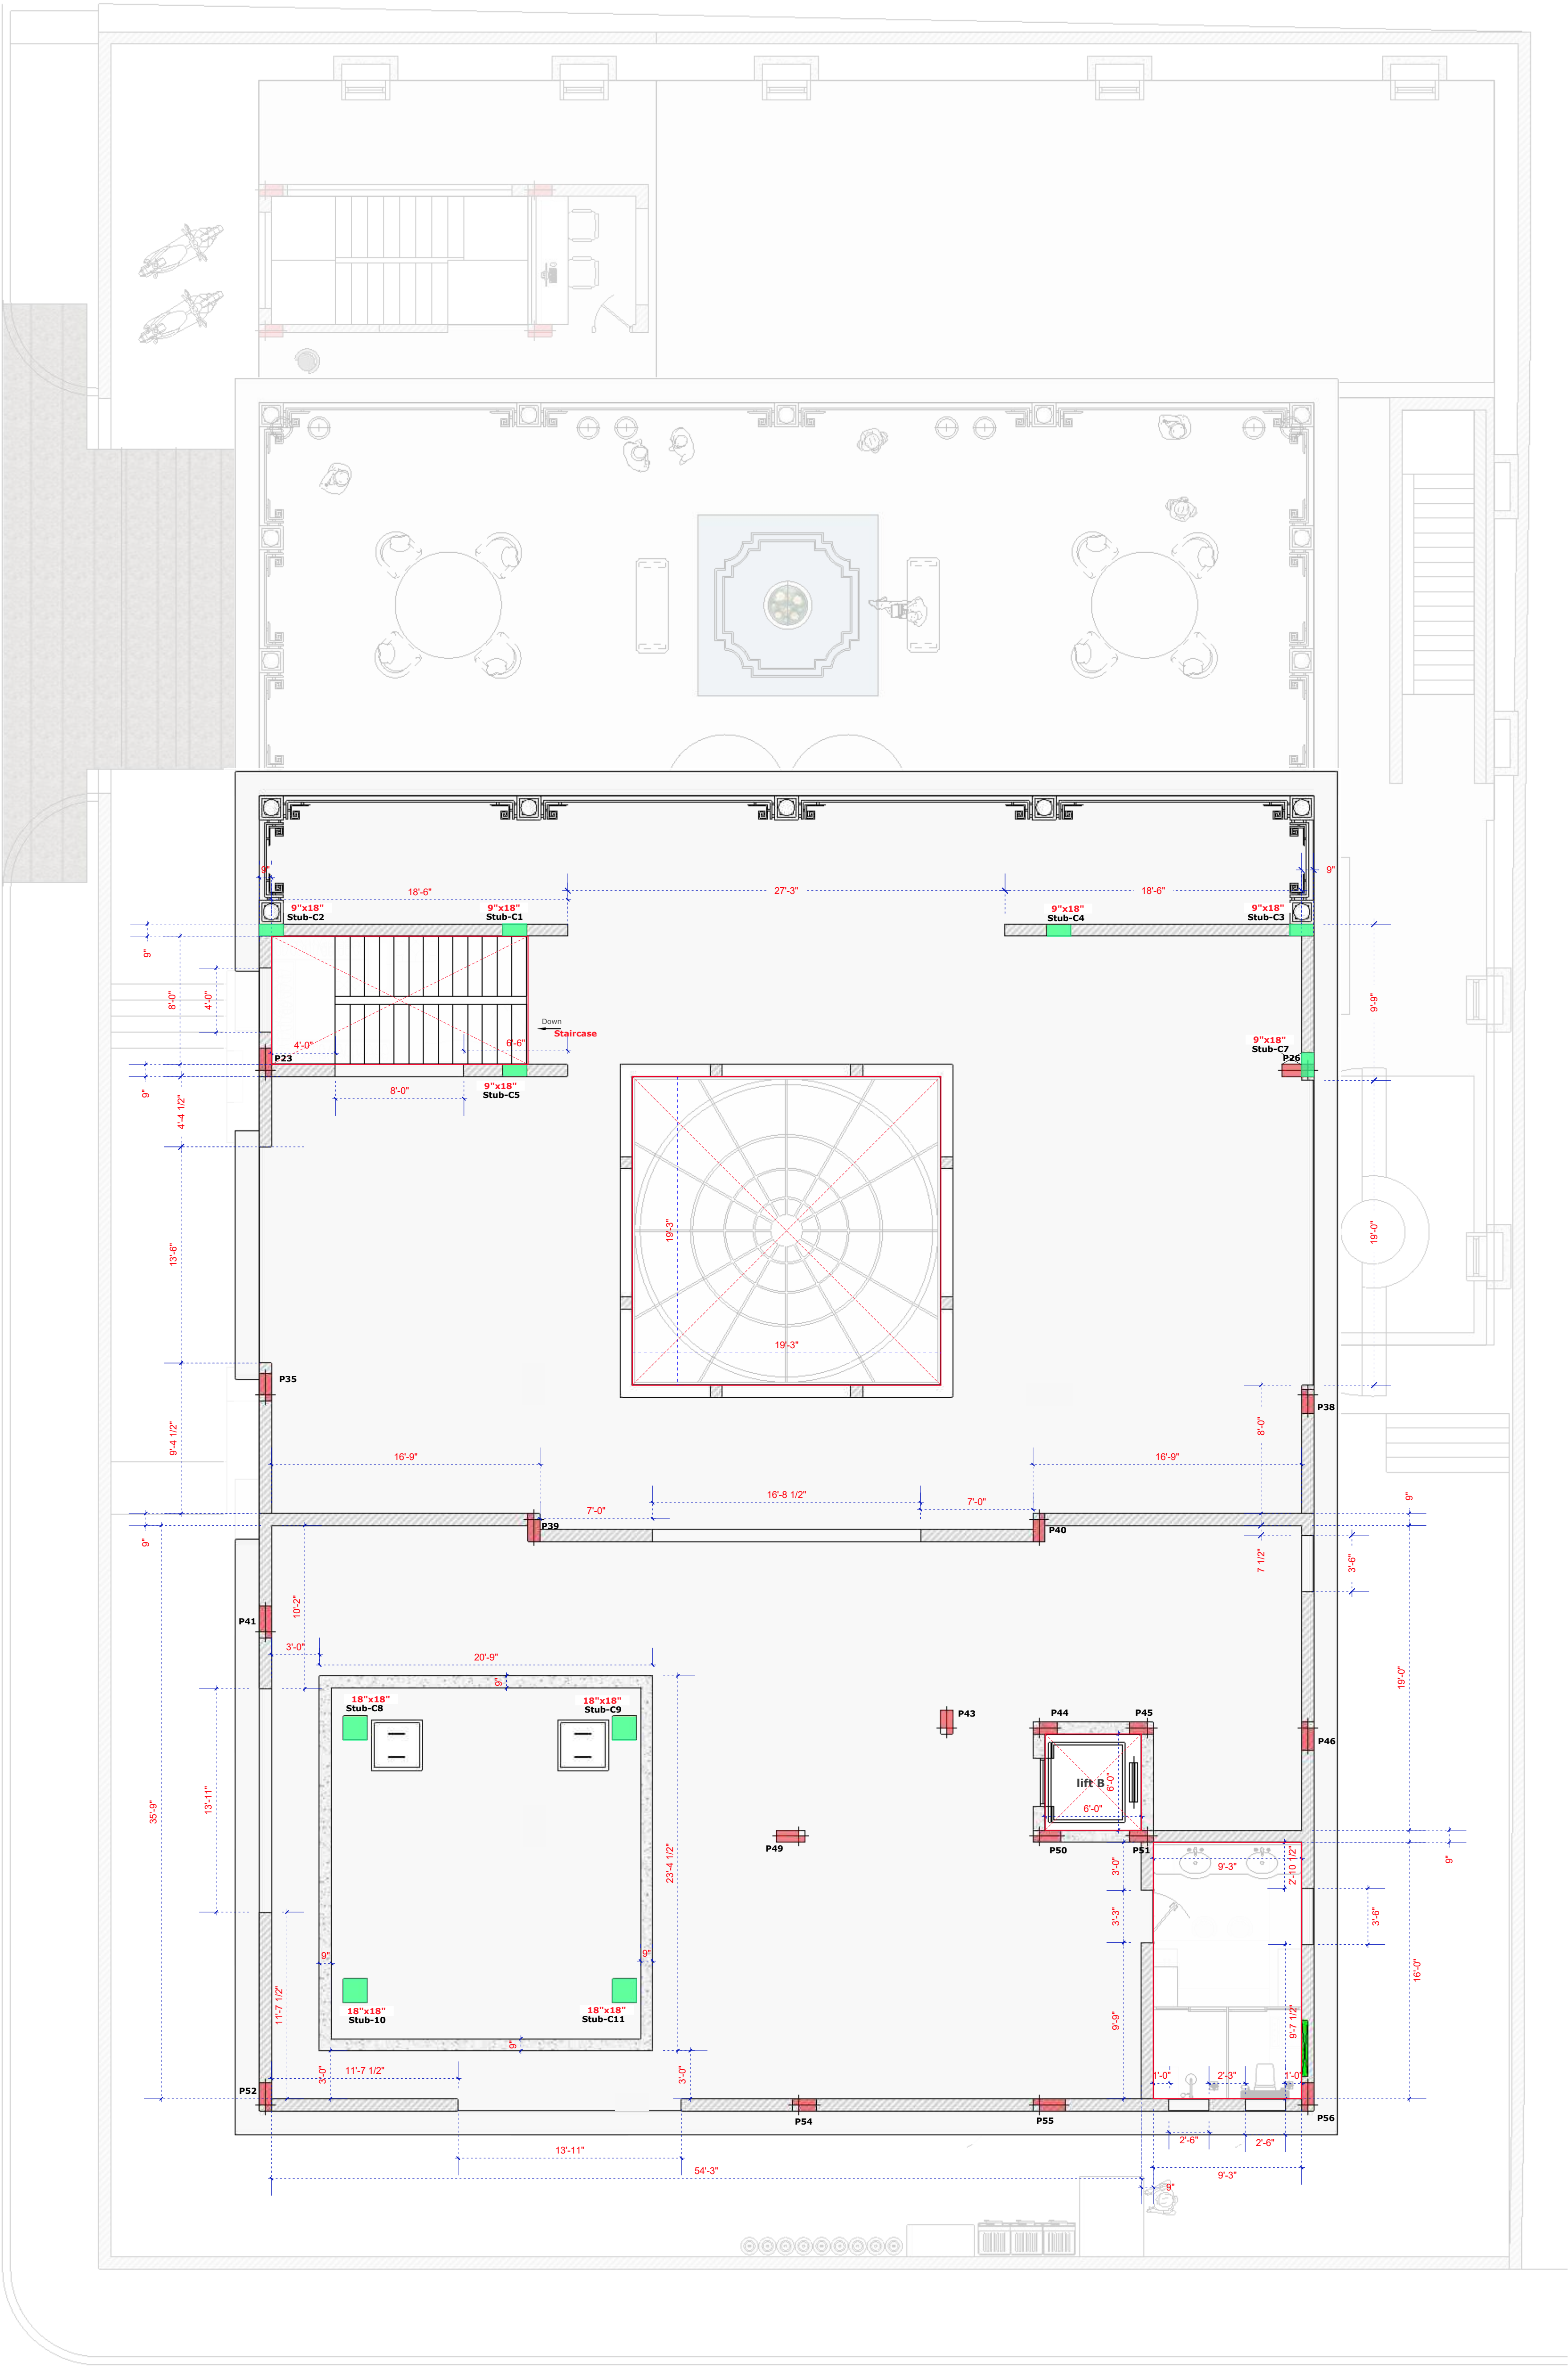 9"
18'-6"
27'-3"
18'-6"
9"
9"x18"
Stub-C2
9"x18"
Stub-C1
9"x18"
Stub-C4
9"x18"
Stub-C3
9"
8'-0"
4'-0"
9'-9"
Down
Staircase
4'-0"
6'-6"
9"x18"
Stub-C7
P23
P26
8'-0"
9"x18"
Stub-C5
9"
4'-4 1/2"
13'-6"
19'-3"
19'-0"
19'-3"
P35
P38
9'-4 1/2"
8'-0"
16'-9"
16'-9"
7'-0"
16'-8 1/2"
7'-0"
9"
P39
P40
9"
7 1/2"
3'-6"
10'-2"
P41
3'-0"
20'-9"
9"
19'-0"
18"x18"
Stub-C8
18"x18"
Stub-C9
P43
P44
P45
P46
lift B
6'-0"
6'-0"
13'-11"
35'-9"
P49
P50
P51
9"
23'-4 1/2"
3'-0"
9'-3"
2'-10 1/2"
3'-3"
3'-6"
9"
9"
16'-0"
11'-7 1/2"
18"x18"
Stub-10
18"x18"
Stub-C11
9'-9"
9'-7 1/2"
9"
3'-0"
11'-7 1/2"
3'-0"
1'-0"
2'-3"
1'-0"
P52
P54
P55
P56
2'-6"
2'-6"
13'-11"
54'-3"
9'-3"
9"